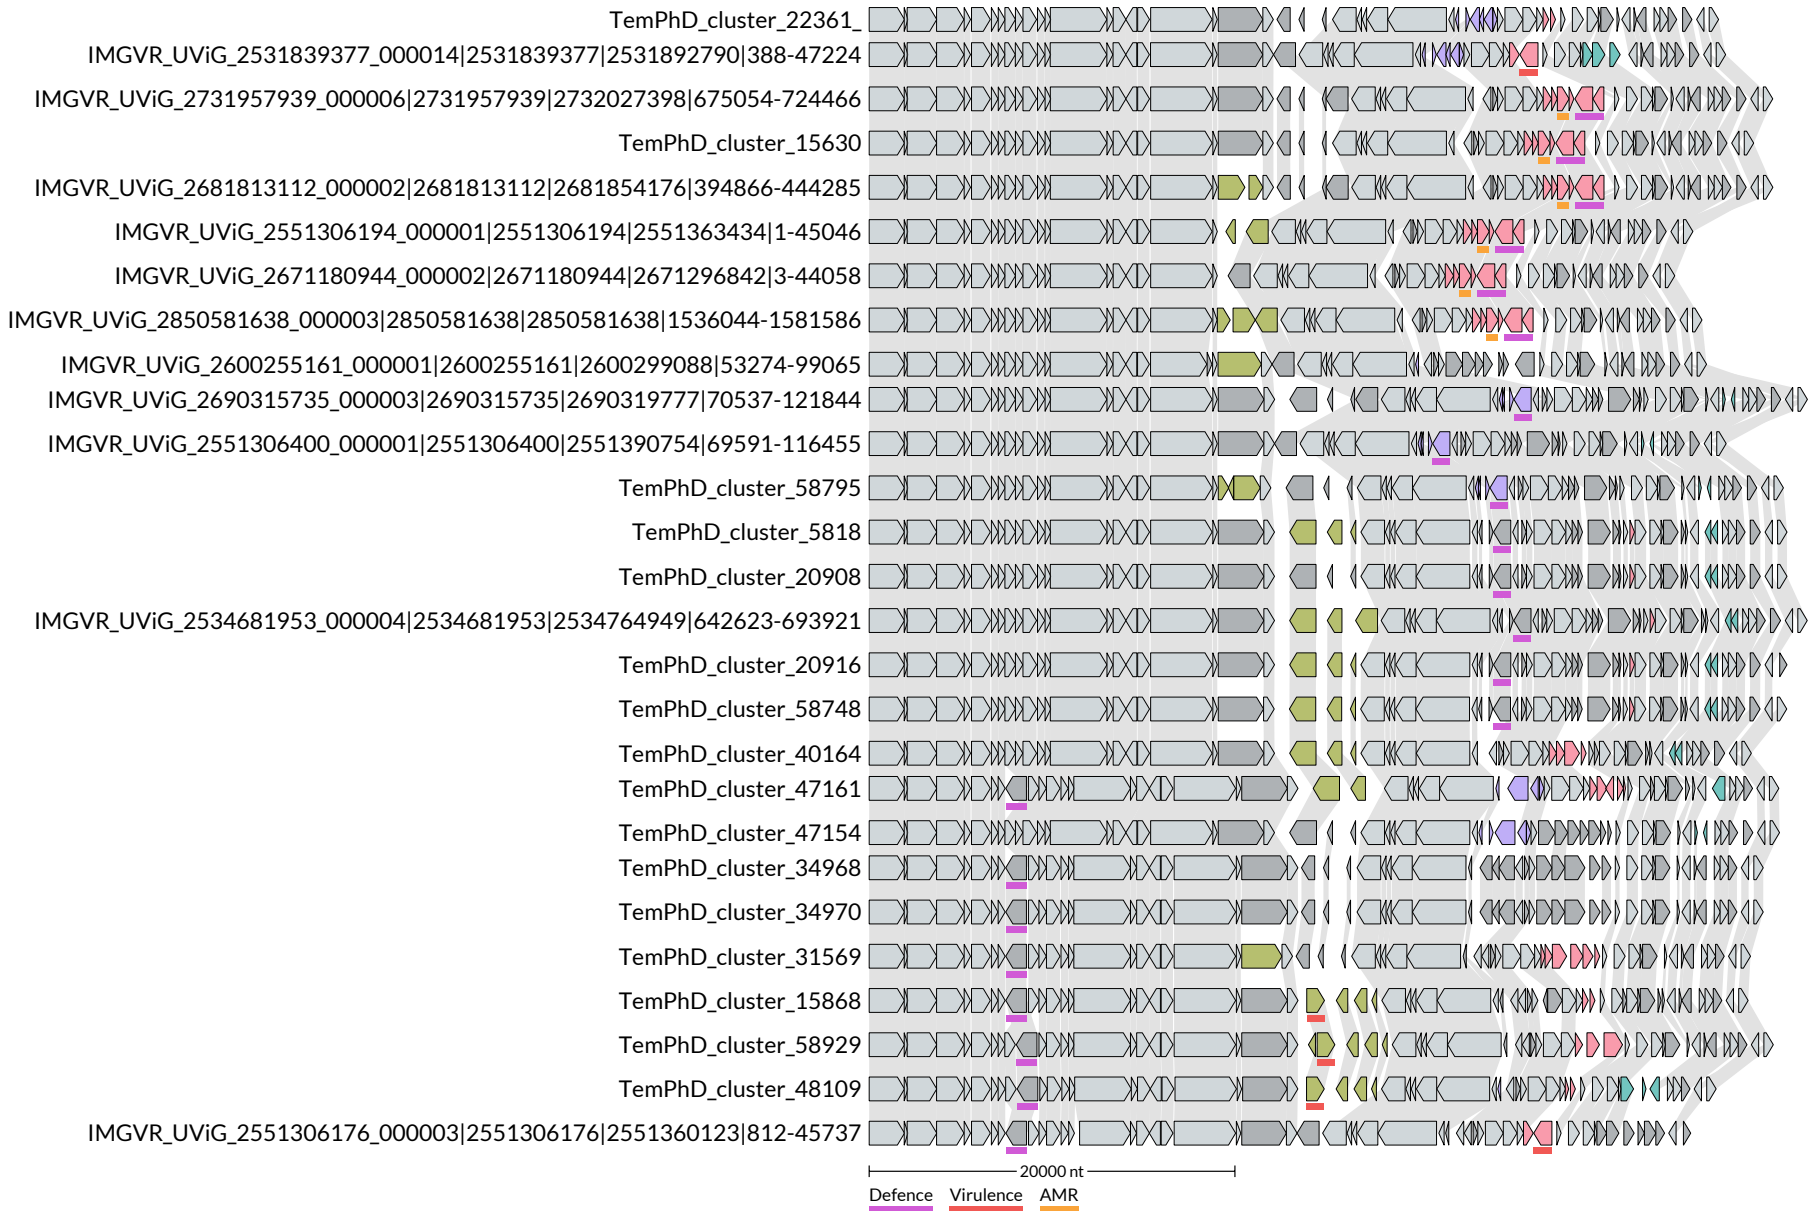 TemPhD_cluster_22361_
IMGVR_UViG_2531839377_000014|2531839377|2531892790|388-47224
IMGVR_UViG_2731957939_000006|2731957939|2732027398|675054-724466
TemPhD_cluster_15630
IMGVR_UViG_2681813112_000002|2681813112|2681854176|394866-444285
IMGVR_UViG_2551306194_000001|2551306194|2551363434|1-45046
IMGVR_UViG_2671180944_000002|2671180944|2671296842|3-44058
IMGVR_UViG_2850581638_000003|2850581638|2850581638|1536044-1581586
IMGVR_UViG_2600255161_000001|2600255161|2600299088|53274-99065
IMGVR_UViG_2690315735_000003|2690315735|2690319777|70537-121844
IMGVR_UViG_2551306400_000001|2551306400|2551390754|69591-116455
TemPhD_cluster_58795
TemPhD_cluster_5818
TemPhD_cluster_20908
IMGVR_UViG_2534681953_000004|2534681953|2534764949|642623-693921
TemPhD_cluster_20916
TemPhD_cluster_58748
TemPhD_cluster_40164
TemPhD_cluster_47161
TemPhD_cluster_47154
TemPhD_cluster_34968
TemPhD_cluster_34970
TemPhD_cluster_31569
TemPhD_cluster_15868
TemPhD_cluster_58929
TemPhD_cluster_48109
IMGVR_UViG_2551306176_000003|2551306176|2551360123|812-45737
20000 nt
Defence Virulence AMR